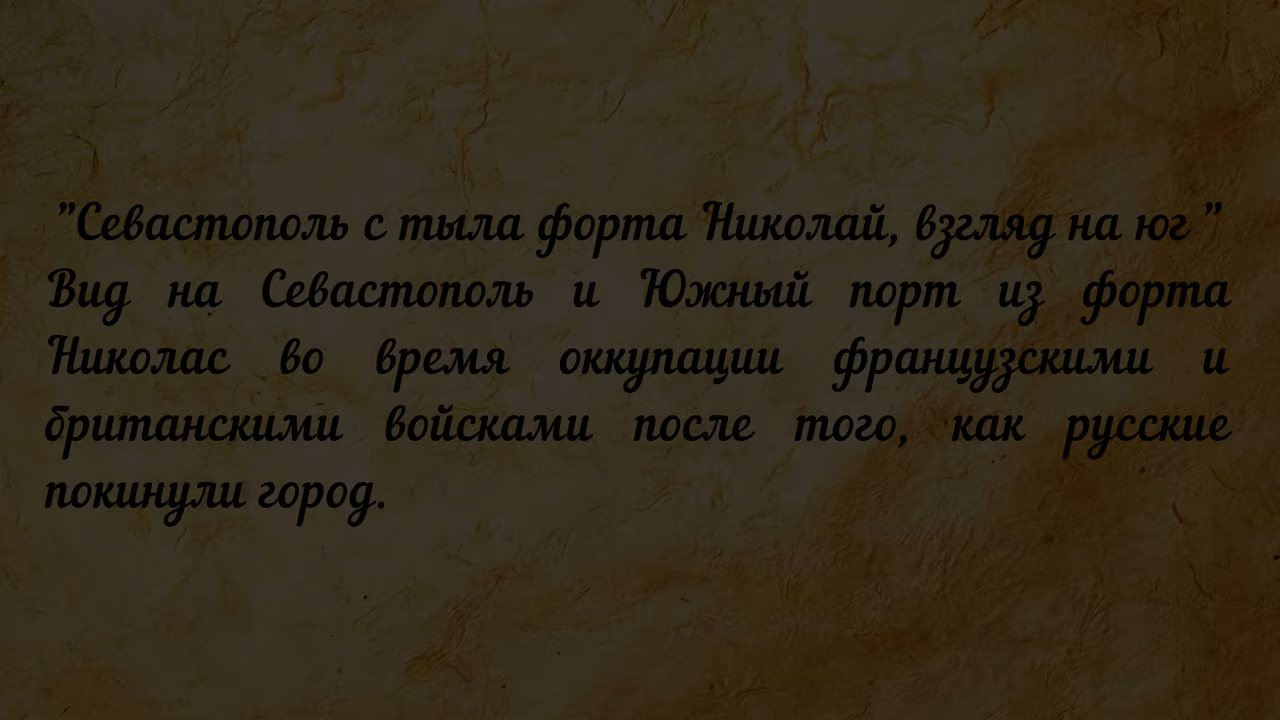 ”Севастополь с тыла форта Николай, взгляд на юг ”
Вид на Севастополь и Южный порт из форта
Николас во время оккупации французскими и
британскими войсками после того, как русские
покинули город.